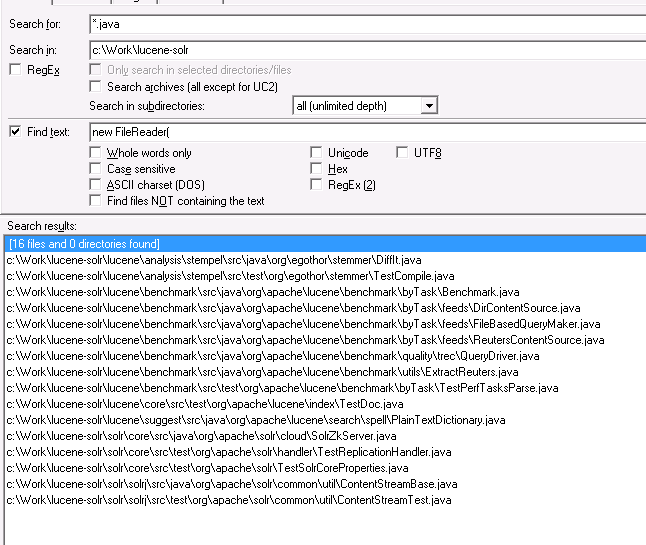 Search for: *.java
Search in: c:\Work\lucene-solr
RegEx Only search in selected directories/files
Search archives (all except for UC2)
Search in subdirectories: all (unlimited depth)
Find text: new FileReader(
Whole words only Unicode UTF8
Case sensitive Hex
ASCII charset (DOS) RegEx (2)
Find files NOT containing the text
Search results:
[16 files and 0 directories found]
c:\Work\lucene-solr\lucene\analysis\stempel\src\java\org\egothor\stemmer\DiffIt.java
c:\Work\lucene-solr\lucene\analysis\stempel\src\test\org\egothor\stemmer\TestCompile.java
c:\Work\lucene-solr\lucene\benchmark\src\java\org\apache\lucene\benchmark\byTask\Benchmark.java
c:\Work\lucene-solr\lucene\benchmark\src\java\org\apache\lucene\benchmark\byTask\feeds\DirContentSource.java
c:\Work\lucene-solr\lucene\benchmark\src\java\org\apache\lucene\benchmark\byTask\feeds\FileBasedQueryMaker.java
c:\Work\lucene-solr\lucene\benchmark\src\java\org\apache\lucene\benchmark\byTask\feeds\ReutersContentSource.java
c:\Work\lucene-solr\lucene\benchmark\src\java\org\apache\lucene\benchmark\quality\trec\QueryDriver.java
c:\Work\lucene-solr\lucene\benchmark\src\java\org\apache\lucene\benchmark\utils\ExtractReuters.java
c:\Work\lucene-solr\lucene\benchmark\src\test\org\apache\lucene\benchmark\byTask\TestPerfTasksParse.java
c:\Work\lucene-solr\lucene\core\src\test\org\apache\lucene\index\TestDoc.java
c:\Work\lucene-solr\lucene\suggest\src\java\org\apache\lucene\search\spell\PlainTextDictionary.java
c:\Work\lucene-solr\solr\core\src\java\org\apache\solr\cloud\SolrZkServer.java
c:\Work\lucene-solr\solr\core\src\test\org\apache\solr\handler\TestReplicationHandler.java
c:\Work\lucene-solr\solr\core\src\test\org\apache\solr\TestSolrCoreProperties.java
c:\Work\lucene-solr\solr\solrj\src\java\org\apache\solr\common\util\ContentStreamBase.java
c:\Work\lucene-solr\solr\solrj\src\test\org\apache\solr\common\util\ContentStreamTest.java